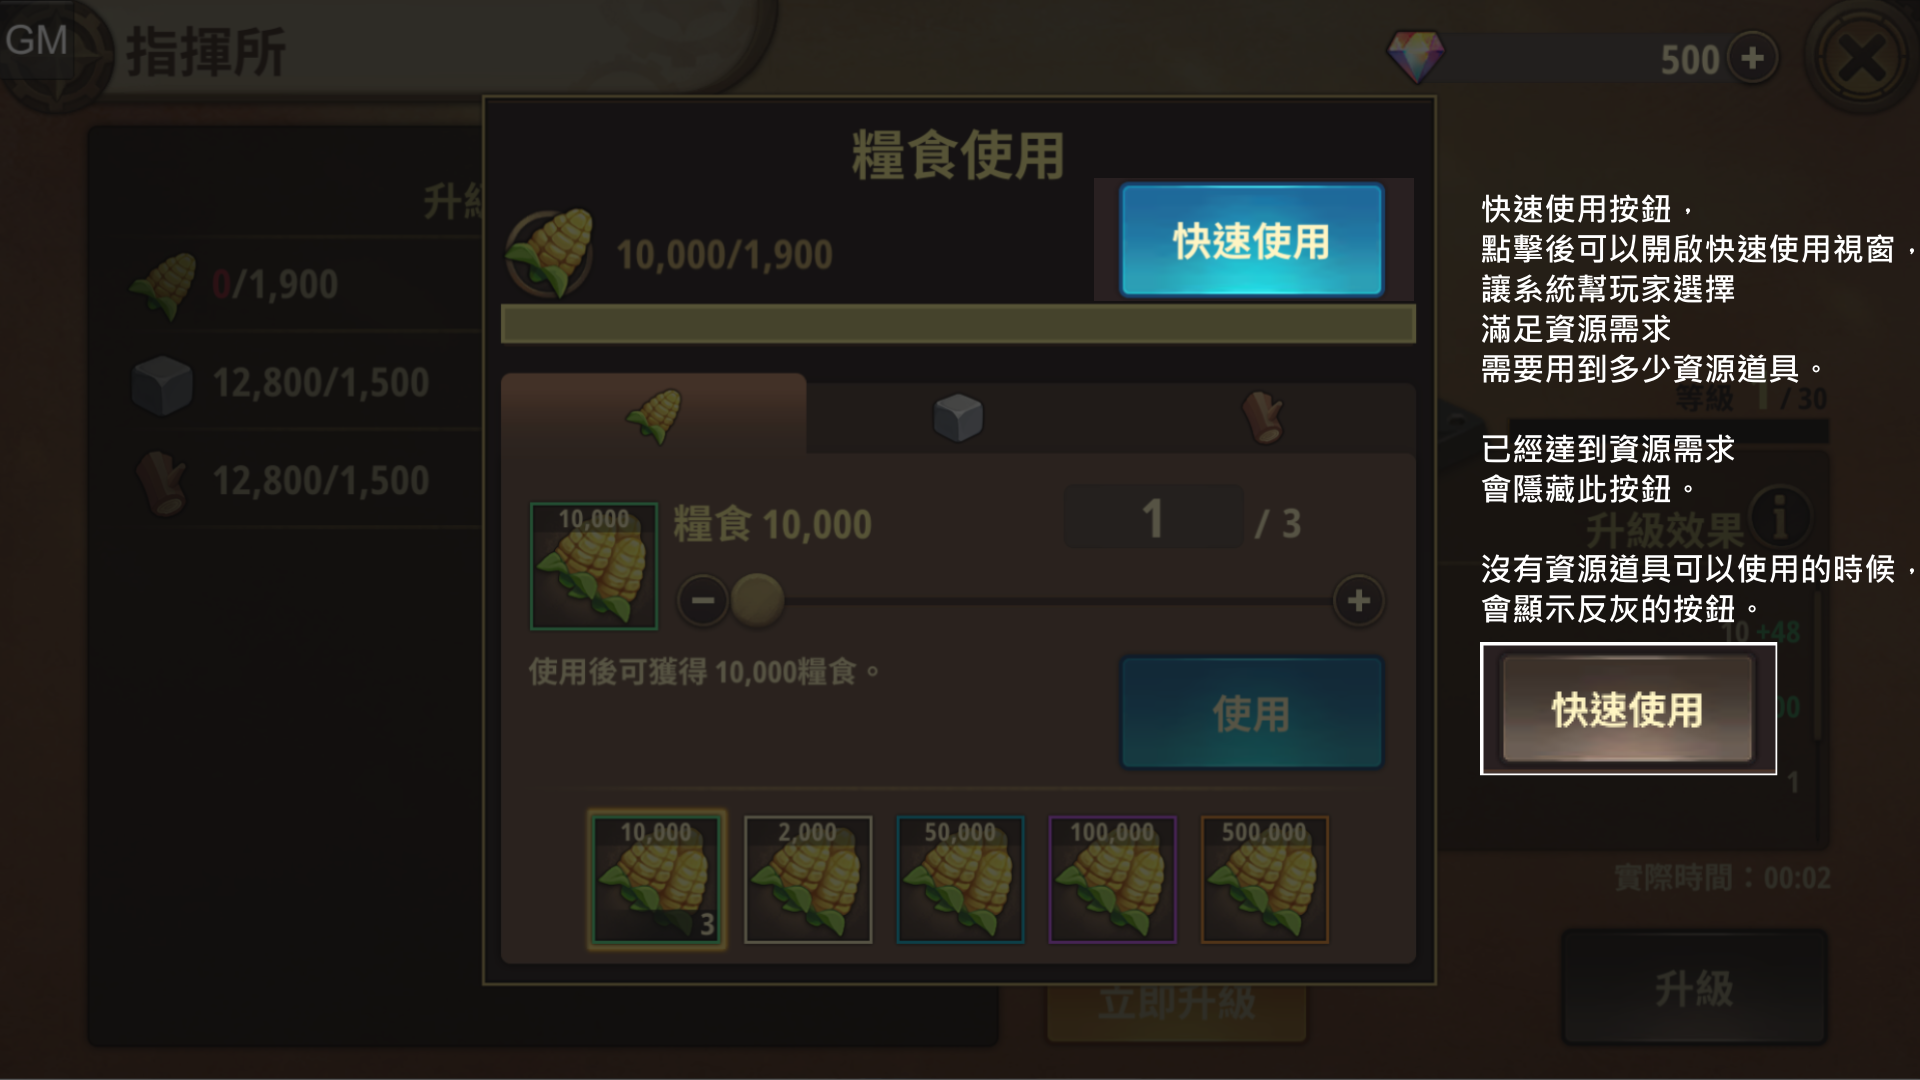 GM
指揮所
500
糧食使用
快速使用
10,000/1,900
升級
0/1,900
12,800/1,500
12,800/1,500
10,000
糧食 10,000
1 / 3
使用後可獲得 10,000糧食。
使用
10,000
3
2,000
50,000
100,000
500,000
快速使用按鈕，
點擊後可以開啟快速使用視窗，
讓系統幫玩家選擇
滿足資源需求
需要用到多少資源道具。
等級 1 / 30
已經達到資源需求
會隱藏此按鈕。
升級效果
沒有資源道具可以使用的時候，
會顯示反灰的按鈕。
10 +48
快速使用
00
1
實際時間：00:02
立即升級
升級